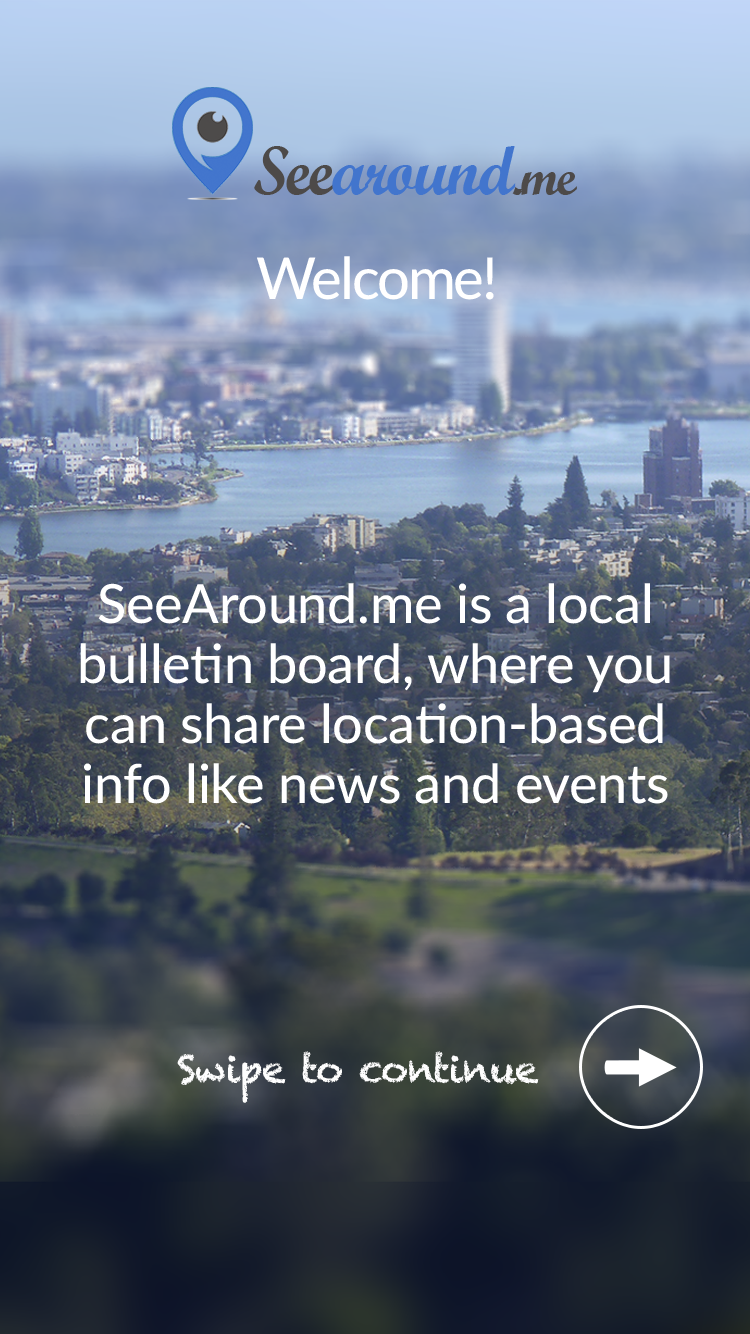 Seearound.me
Welcome!
SeeAround.me is a local
bulletin board, where you
can share location-based
info like news and events
Swipe to continue